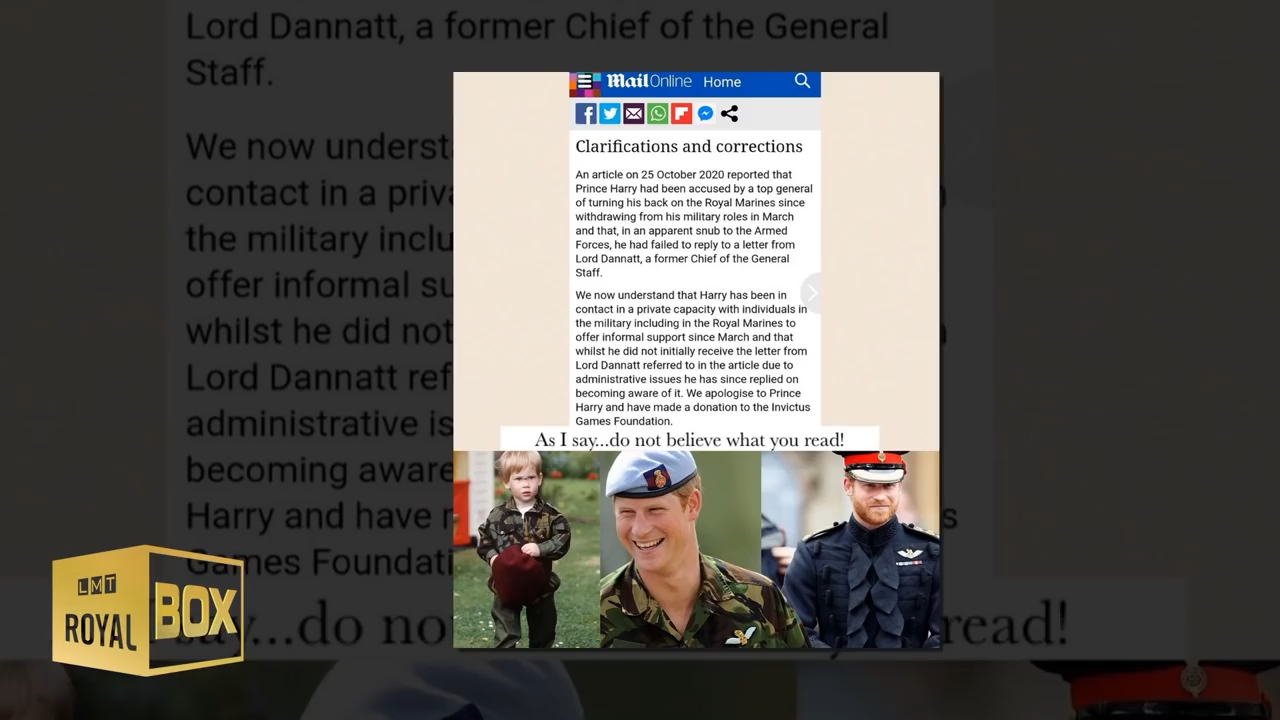 Lord Dannatt, a former Chief of the General
Staff.
We now underst
contact in a priv
the military inclu
offer informal su
whilst he did not
Lord Dannatt ref
administrative is
becoming aware
Harry and have
Games Foundati
...do no
read!
MailOnline Home
Clarifications and corrections
An article on 25 October 2020 reported that
Prince Harry had been accused by a top general
of turning his back on the Royal Marines since
withdrawing from his military roles in March
and that, in an apparent snub to the Armed
Forces, he had failed to reply to a letter from
Lord Dannatt, a former Chief of the General
Staff.
We now understand that Harry has been in
contact in a private capacity with individuals in
the military including in the Royal Marines to
offer informal support since March and that
whilst he did not initially receive the letter from
Lord Dannatt referred to in the article due to
administrative issues he has since replied on
becoming aware of it. We apologise to Prince
Harry and have made a donation to the Invictus
Games Foundation.
As I say...do not believe what you read!
LMT
ROYAL
BOX